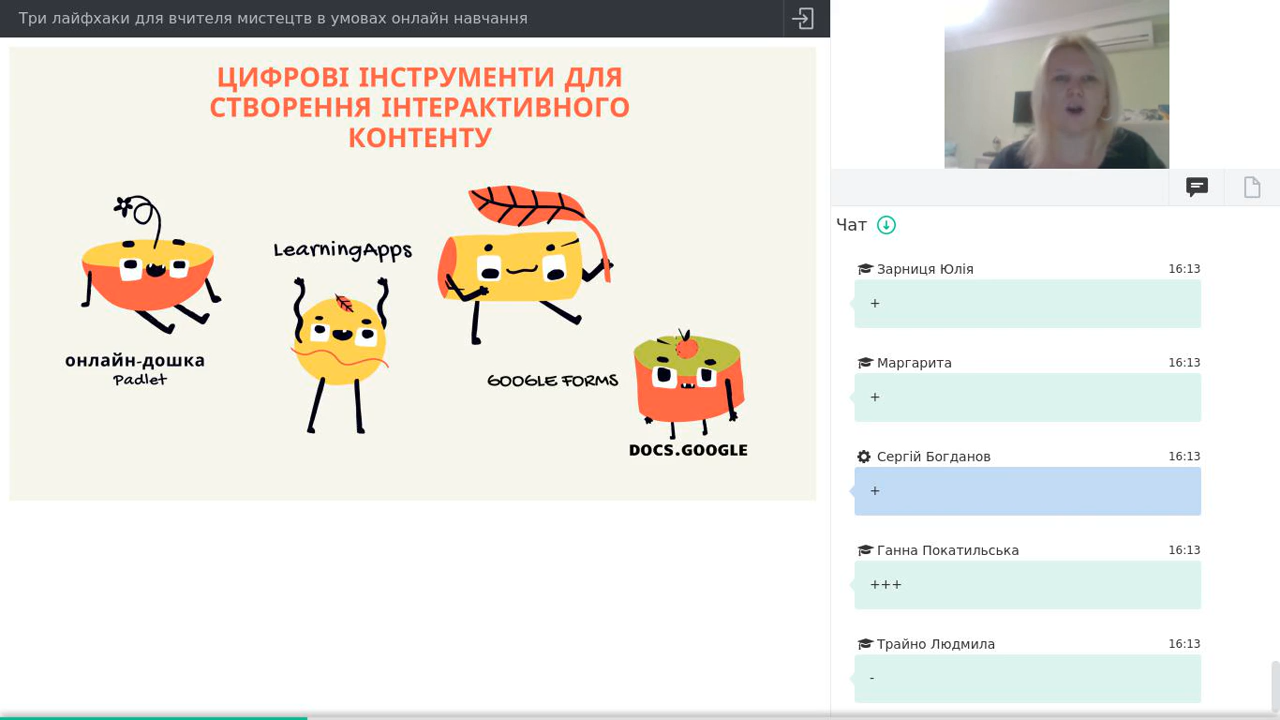 Три лайфхаки для вчителя мистецтв в умовах онлайн навчання
ЦИФРОВІ ІНСТРУМЕНТИ ДЛЯ
СТВОРЕННЯ ІНТЕРАКТИВНОГО
КОНТЕНТУ
LearningApps
онлайн-дошка
Padlet
GOOGLE FORMS
DOCS.GOOGLE
Чат
Зарниця Юлія 16:13
+
Маргарита 16:13
+
Сергій Богданов 16:13
+
Ганна Покатильська 16:13
+++
Трайно Людмила 16:13
-